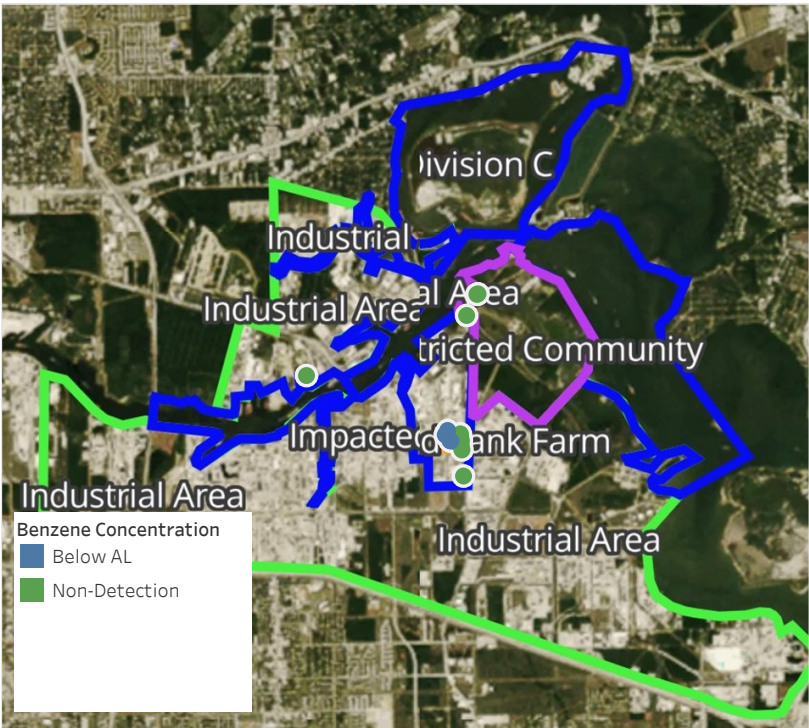 Division C
Industrial
al Area
Industrial Area
tricted Community
Impacted Tank Farm
Industrial Area
Industrial Area
Benzene Concentration
Below AL
Non-Detection